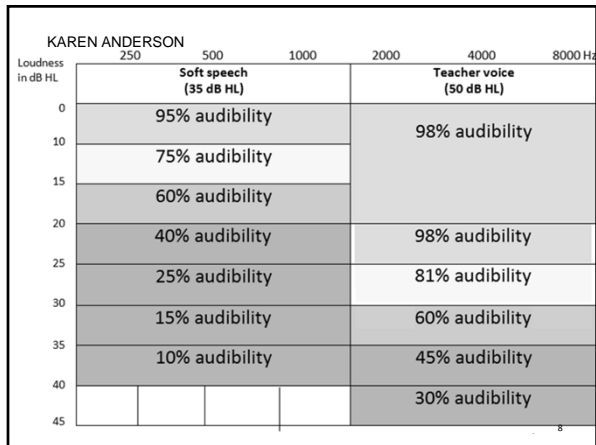 KAREN ANDERSON
Loudness in dB HL
250 500 1000 2000 4000 8000 Hz
Soft speech (35 dB HL)
Teacher voice (50 dB HL)
0
95% audibility
98% audibility
10
75% audibility
15
60% audibility
20
40% audibility 98% audibility
25
25% audibility 81% audibility
30
15% audibility 60% audibility
35
10% audibility 45% audibility
40
30% audibility
45
8